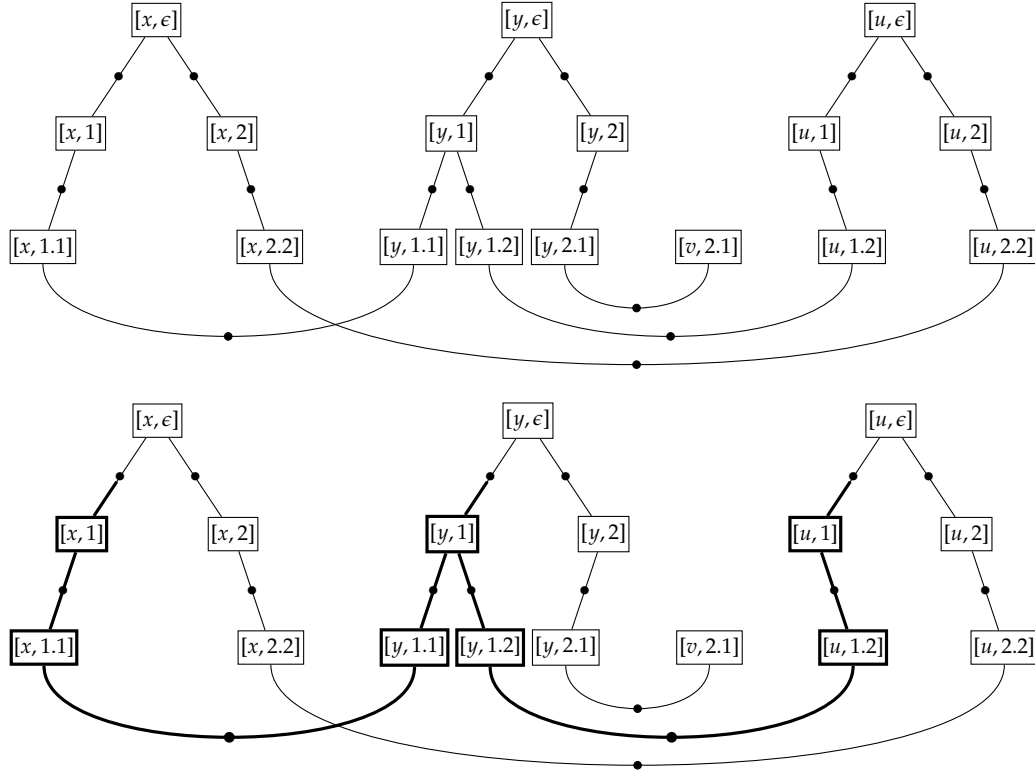 [x, ϵ] [y, ϵ] [u, ϵ]
[x, 1] [x, 2] [y, 1] [y, 2] [u, 1] [u, 2]
[x, 1.1] [x, 2.2] [y, 1.1] [y, 1.2] [y, 2.1] [v, 2.1] [u, 1.2] [u, 2.2]
[x, ϵ] [y, ϵ] [u, ϵ]
[x, 1] [x, 2] [y, 1] [y, 2] [u, 1] [u, 2]
[x, 1.1] [x, 2.2] [y, 1.1] [y, 1.2] [y, 2.1] [v, 2.1] [u, 1.2] [u, 2.2]